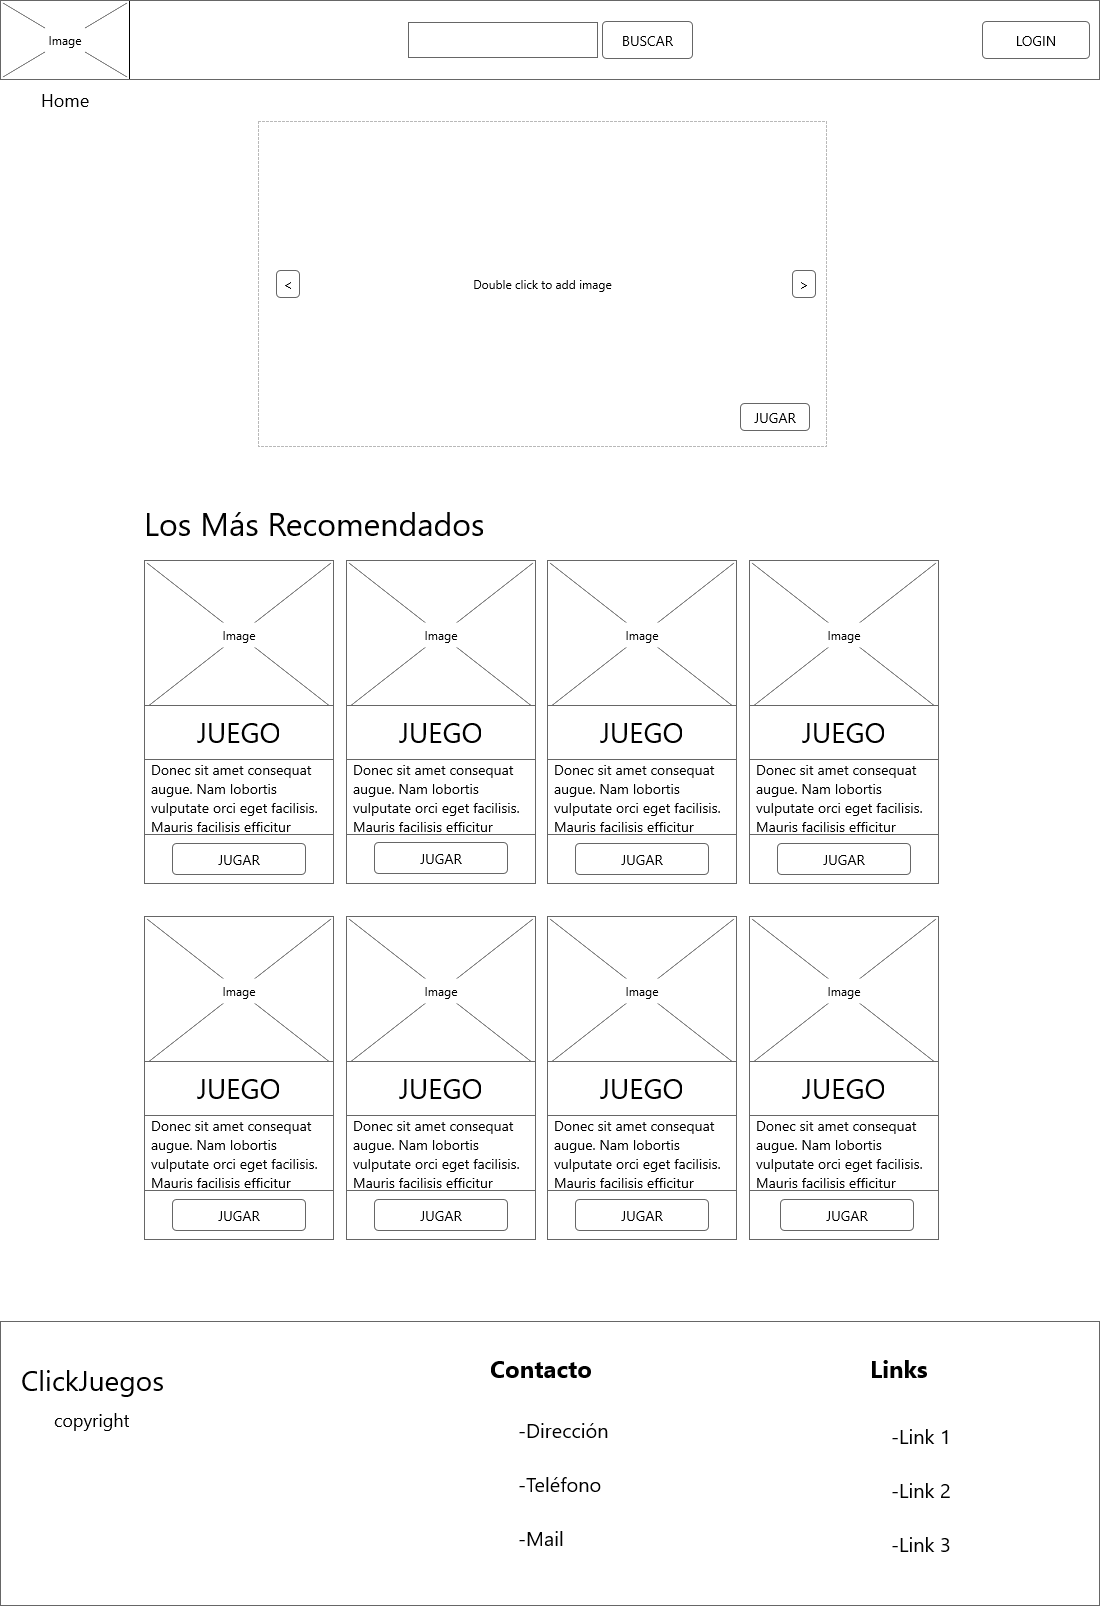 Image
BUSCAR
LOGIN
Home
<
Double click to add image
>
JUGAR
Los Más Recomendados
Image
Image
Image
Image
JUEGO
JUEGO
JUEGO
JUEGO
Donec sit amet consequat
augue. Nam lobortis
vulputate orci eget facilisis.
Mauris facilisis efficitur
Donec sit amet consequat
augue. Nam lobortis
vulputate orci eget facilisis.
Mauris facilisis efficitur
Donec sit amet consequat
augue. Nam lobortis
vulputate orci eget facilisis.
Mauris facilisis efficitur
Donec sit amet consequat
augue. Nam lobortis
vulputate orci eget facilisis.
Mauris facilisis efficitur
JUGAR
JUGAR
JUGAR
JUGAR
Image
Image
Image
Image
JUEGO
JUEGO
JUEGO
JUEGO
Donec sit amet consequat
augue. Nam lobortis
vulputate orci eget facilisis.
Mauris facilisis efficitur
Donec sit amet consequat
augue. Nam lobortis
vulputate orci eget facilisis.
Mauris facilisis efficitur
Donec sit amet consequat
augue. Nam lobortis
vulputate orci eget facilisis.
Mauris facilisis efficitur
Donec sit amet consequat
augue. Nam lobortis
vulputate orci eget facilisis.
Mauris facilisis efficitur
JUGAR
JUGAR
JUGAR
JUGAR
ClickJuegos
copyright
Contacto
-Dirección
-Teléfono
-Mail
Links
-Link 1
-Link 2
-Link 3